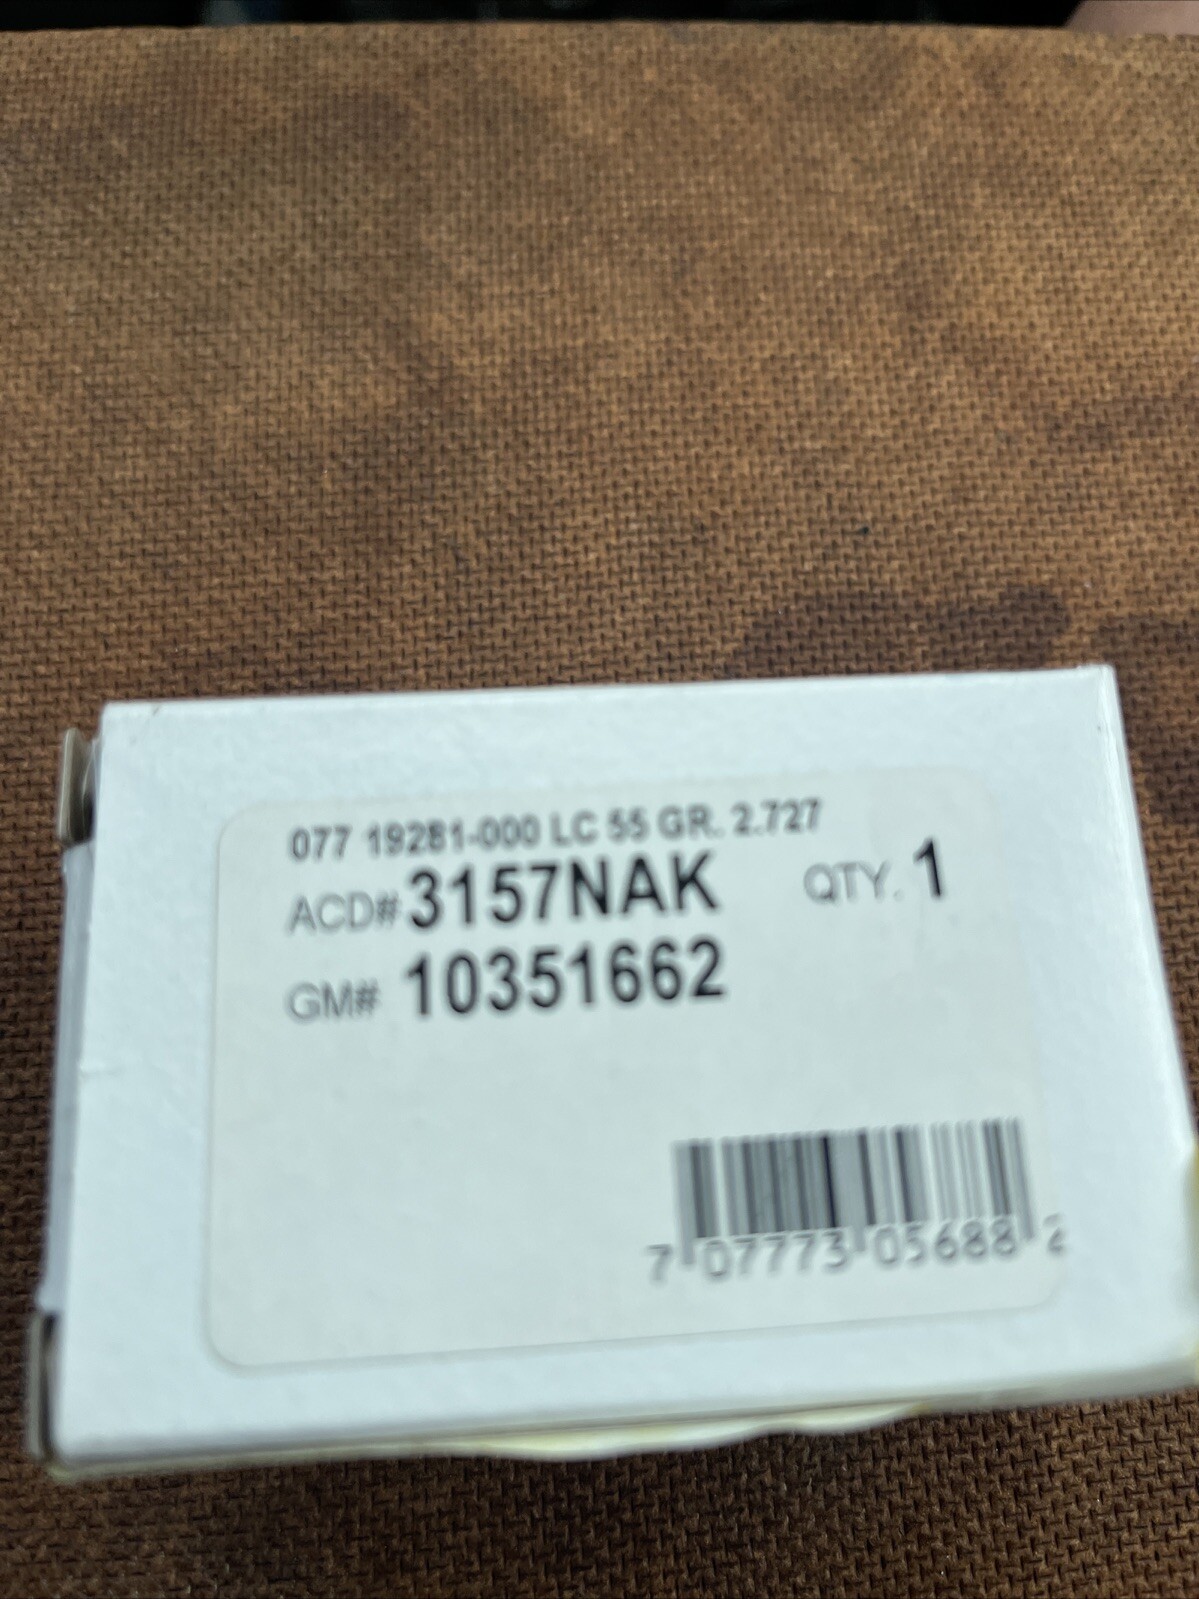 077 19281-000 LC 55 GR. 2.727
ACD# 3157NAK QTY. 1
GM# 10351662
7 07773 05688 2